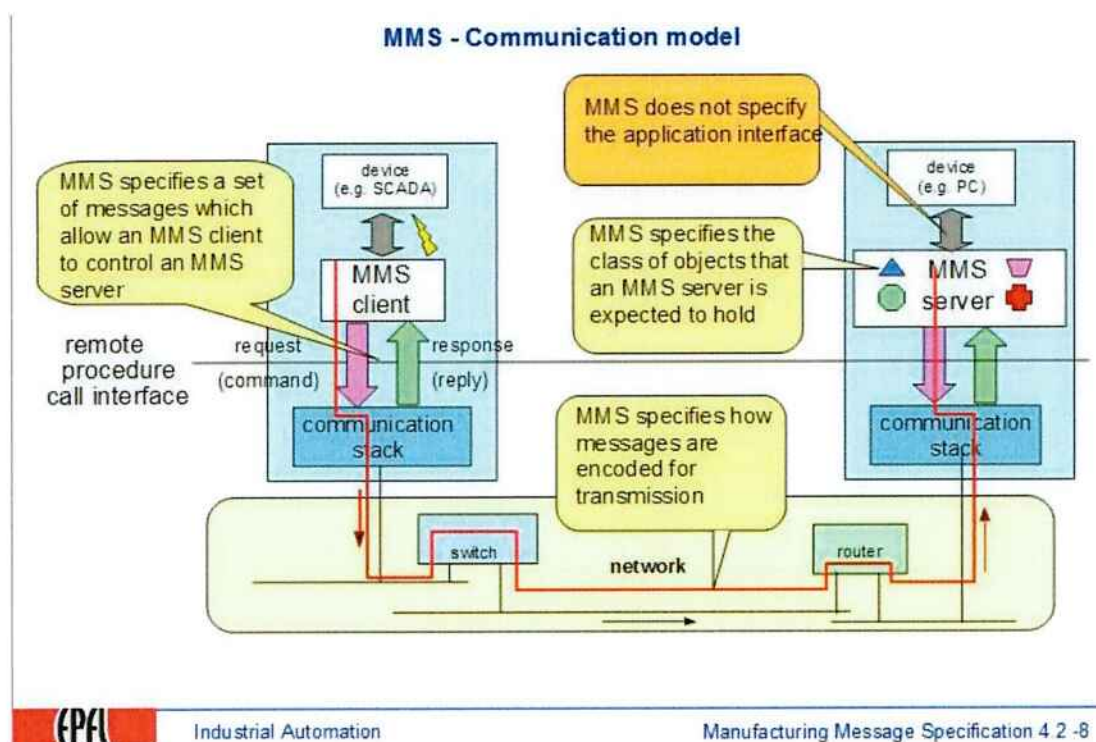 MMS - Communication model
MMS does not specify
the application interface
device
(e.g. SCADA)
device
(e.g. PC)
MMS specifies a set
of messages which
allow an MMS client
to control an MMS
server
MMS specifies the
class of objects that
an MMS server is
expected to hold
MMS
client
MMS
server
remote
procedure
call interface
request
(command)
response
(reply)
communication
stack
MMS specifies how
messages are
encoded for
transmission
communication
stack
switch
network
router
EPFL
Industrial Automation
Manufacturing Message Specification 4.2 -8